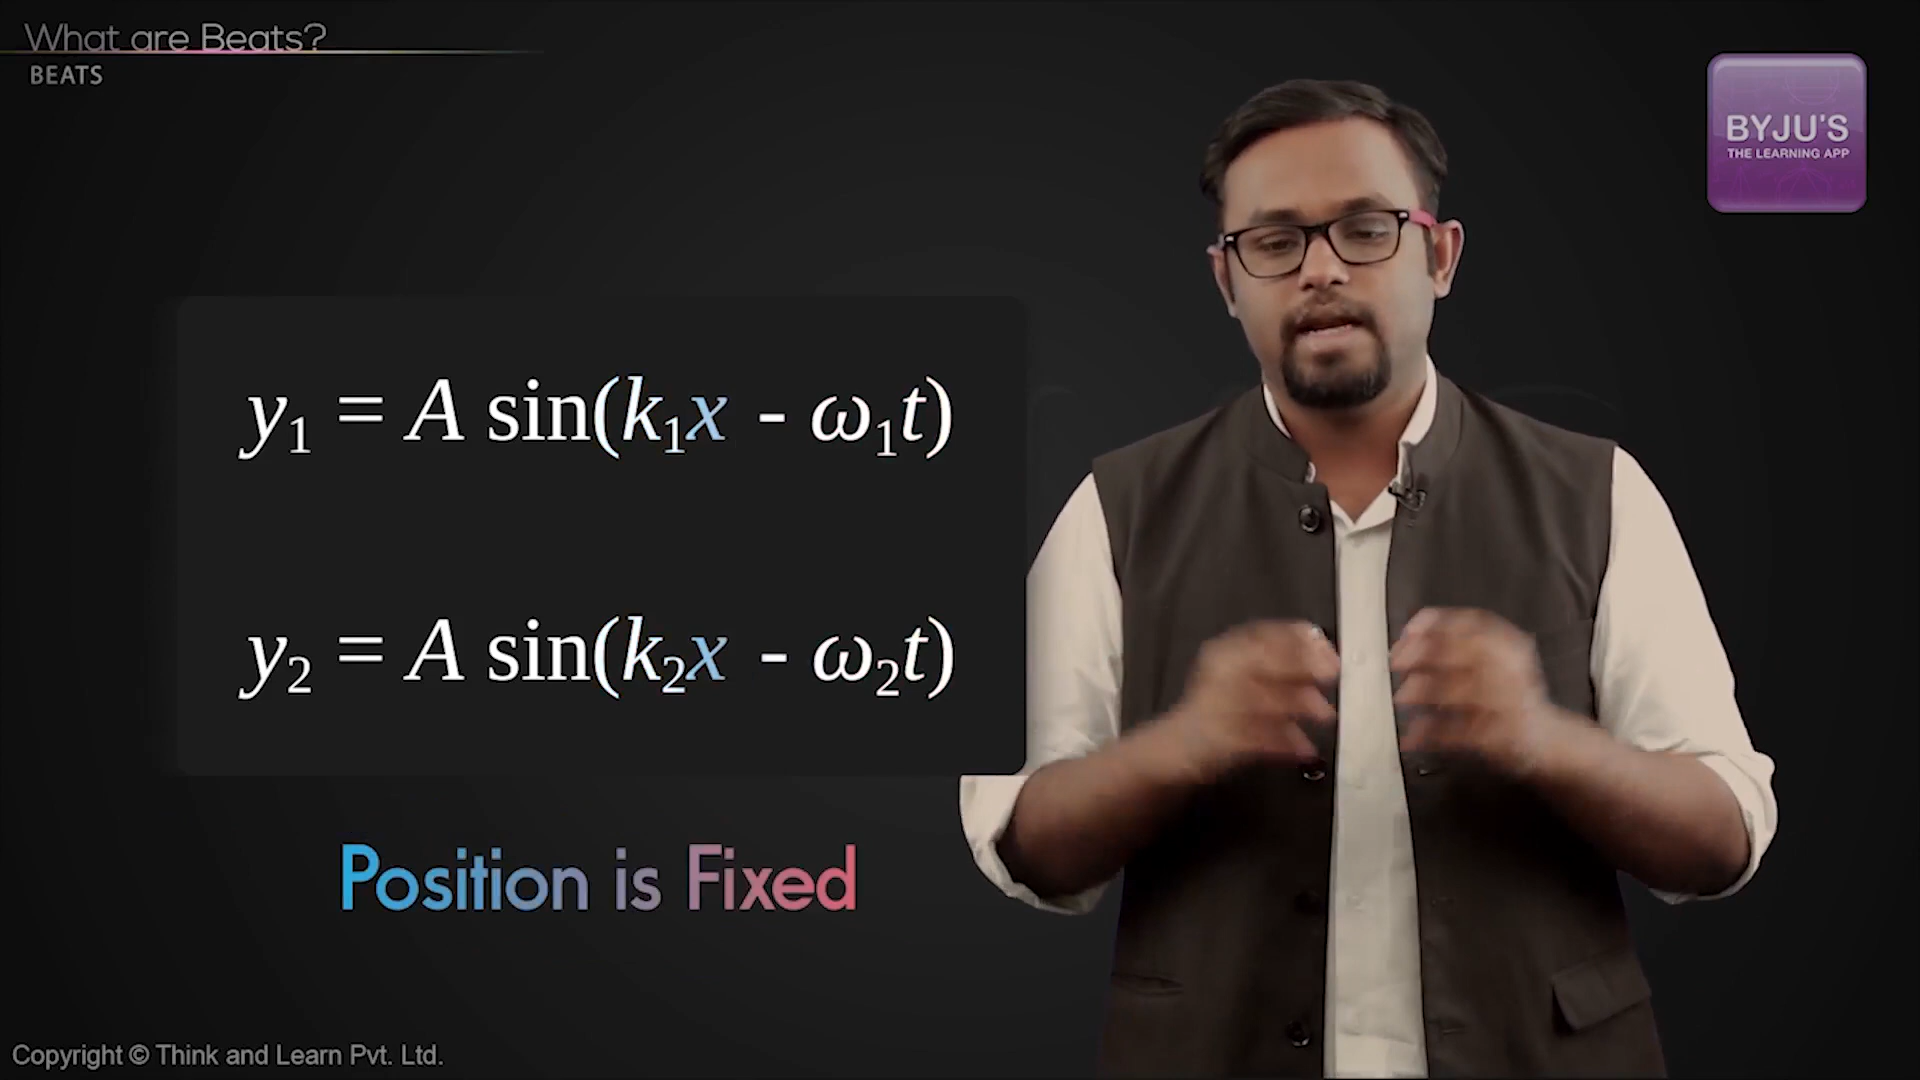 What are Beats?
BEATS
BYJU'S
THE LEARNING APP
y₁ = A sin(k₁x - ω₁t)
y₂ = A sin(k₂x - ω₂t)
Position is Fixed
Copyright © Think and Learn Pvt. Ltd.